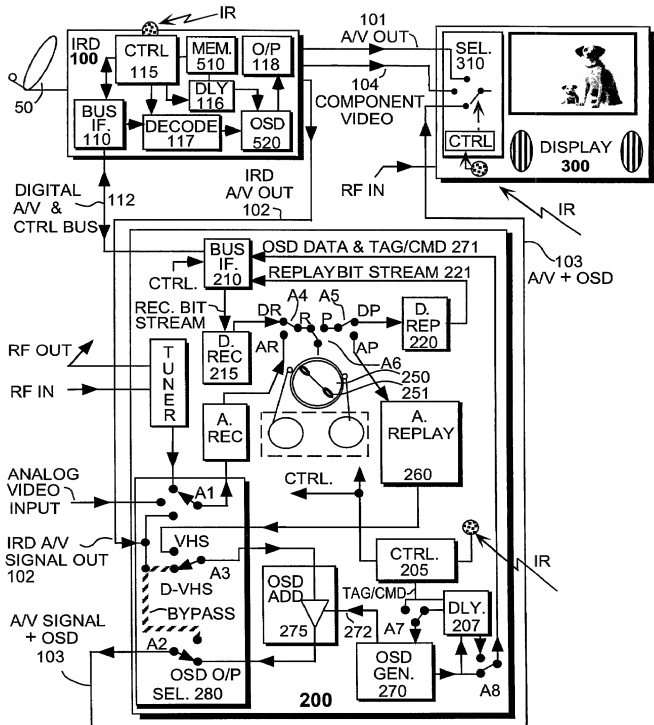 IR
101
A/V OUT
IRD
100
CTRL
115
MEM.
510
O/P
118
DLY
116
50
BUS
IF.
110
DECODE
117
OSD
520
104
COMPONENT
VIDEO
SEL.
310
CTRL
DISPLAY
300
RF IN
IR
DIGITAL
A/V &
CTRL BUS
112
IRD
A/V OUT
102
103
A/V + OSD
BUS
IF.
210
OSD DATA & TAG/CMD 271
CTRL.
REPLAY BIT STREAM 221
REC. BIT
STREAM
A4
A5
DR
R
P
DP
D.
REC
215
D.
REP
220
AR
AP
A6
RF OUT
RF IN
TUNER
250
251
A.
REC
A.
REPLAY
260
ANALOG
VIDEO
INPUT
A1
CTRL.
IRD A/V
SIGNAL OUT
102
VHS
A3
D-VHS
BYPASS
CTRL.
205
IR
TAG/CMD
OSD
ADD
275
272
A7
DLY.
207
A/V SIGNAL
+ OSD
103
A2
OSD O/P
SEL. 280
OSD
GEN.
270
A8
200